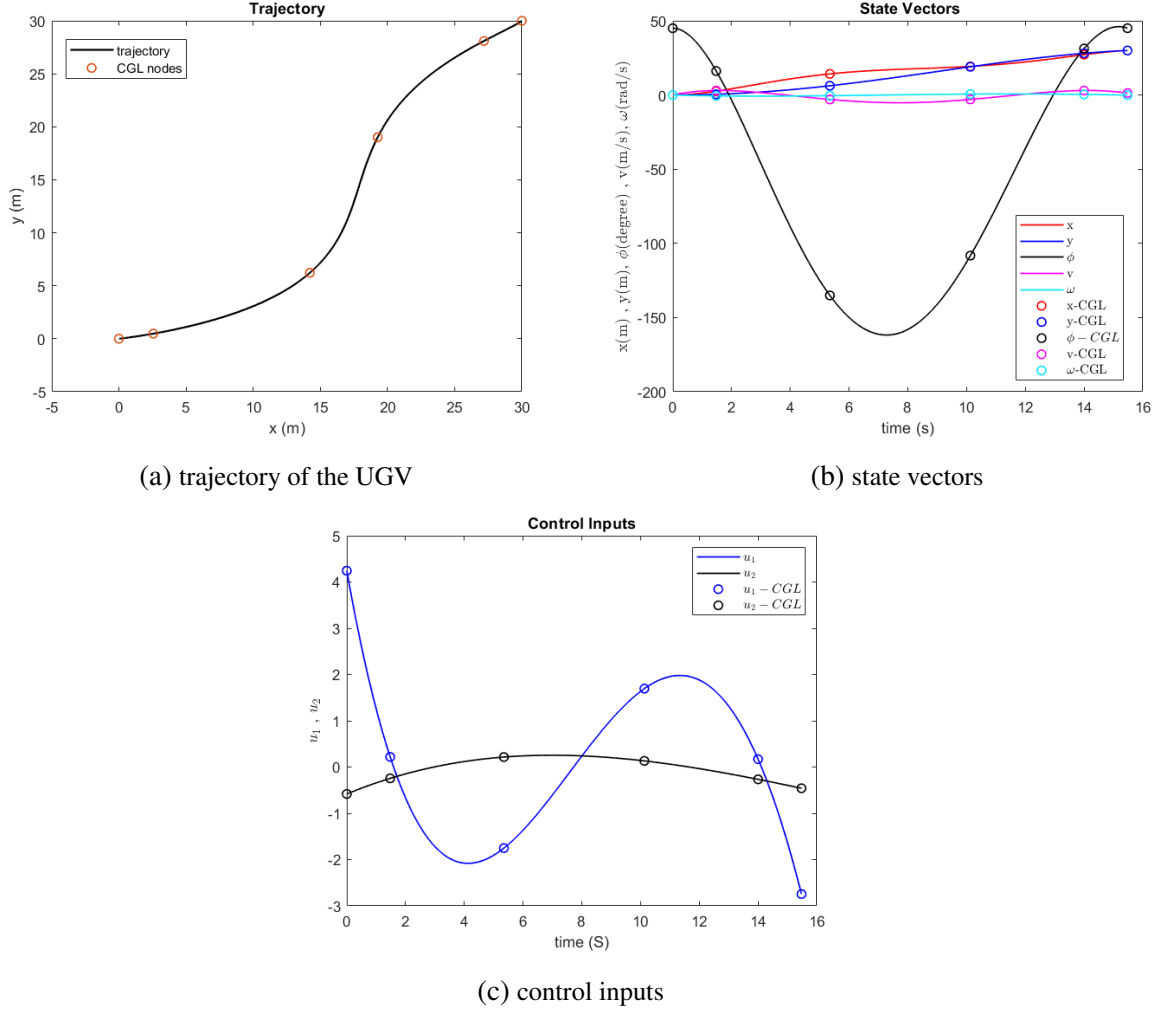 Trajectory
30
25
20
15
10
5
0
-5
-5
0
5
10
15
20
25
30
y (m)
x (m)
trajectory
CGL nodes
(a) trajectory of the UGV
State Vectors
50
0
-50
-100
-150
-200
0
2
4
6
8
10
12
14
16
x(m) , y(m), ϕ(degree) , v(m/s), ω(rad/s)
time (s)
x
y
ϕ
v
ω
x-CGL
y-CGL
ϕ − CGL
v-CGL
ω-CGL
(b) state vectors
Control Inputs
5
4
3
2
1
0
-1
-2
-3
0
2
4
6
8
10
12
14
16
u₁ , u₂
time (S)
u₁
u₂
u₁ − CGL
u₂ − CGL
(c) control inputs